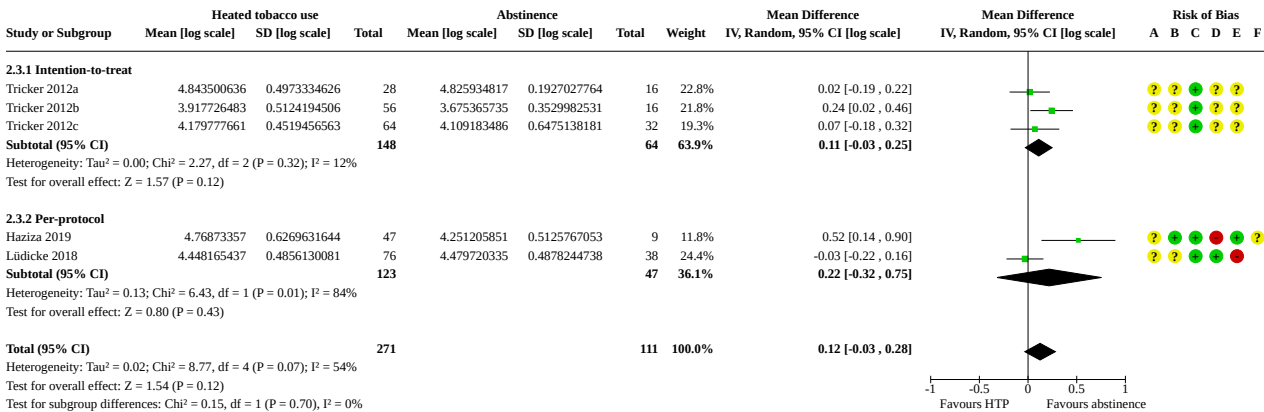 Heated tobacco use Abstinence Mean Difference Mean Difference Risk of Bias
Study or Subgroup Mean [log scale] SD [log scale] Total Mean [log scale] SD [log scale] Total Weight IV, Random, 95% CI [log scale] IV, Random, 95% CI [log scale] A B C D E F
2.3.1 Intention-to-treat
Tricker 2012a 4.843500636 0.4973334626 28 4.825934817 0.1927027764 16 22.8% 0.02 [-0.19 , 0.22] ? ? + ? ?
Tricker 2012b 3.917726483 0.5124194506 56 3.675365735 0.3529982531 16 21.8% 0.24 [0.02 , 0.46] ? ? + ? ?
Tricker 2012c 4.179777661 0.4519456563 64 4.109183486 0.6475138181 32 19.3% 0.07 [-0.18 , 0.32] ? ? + ? ?
Subtotal (95% CI) 148 64 63.9% 0.11 [-0.03 , 0.25]
Heterogeneity: Tau² = 0.00; Chi² = 2.27, df = 2 (P = 0.32); I² = 12%
Test for overall effect: Z = 1.57 (P = 0.12)
2.3.2 Per-protocol
Haziza 2019 4.76873357 0.6269631644 47 4.251205851 0.5125767053 9 11.8% 0.52 [0.14 , 0.90] ? + + - + ?
Lüdicke 2018 4.448165437 0.4856130081 76 4.479720335 0.4878244738 38 24.4% -0.03 [-0.22 , 0.16] ? ? + + -
Subtotal (95% CI) 123 47 36.1% 0.22 [-0.32 , 0.75]
Heterogeneity: Tau² = 0.13; Chi² = 6.43, df = 1 (P = 0.01); I² = 84%
Test for overall effect: Z = 0.80 (P = 0.43)
Total (95% CI) 271 111 100.0% 0.12 [-0.03 , 0.28]
Heterogeneity: Tau² = 0.02; Chi² = 8.77, df = 4 (P = 0.07); I² = 54%
Test for overall effect: Z = 1.54 (P = 0.12) -1 -0.5 0 0.5 1
Test for subgroup differences: Chi² = 0.15, df = 1 (P = 0.70), I² = 0% Favours HTP Favours abstinence